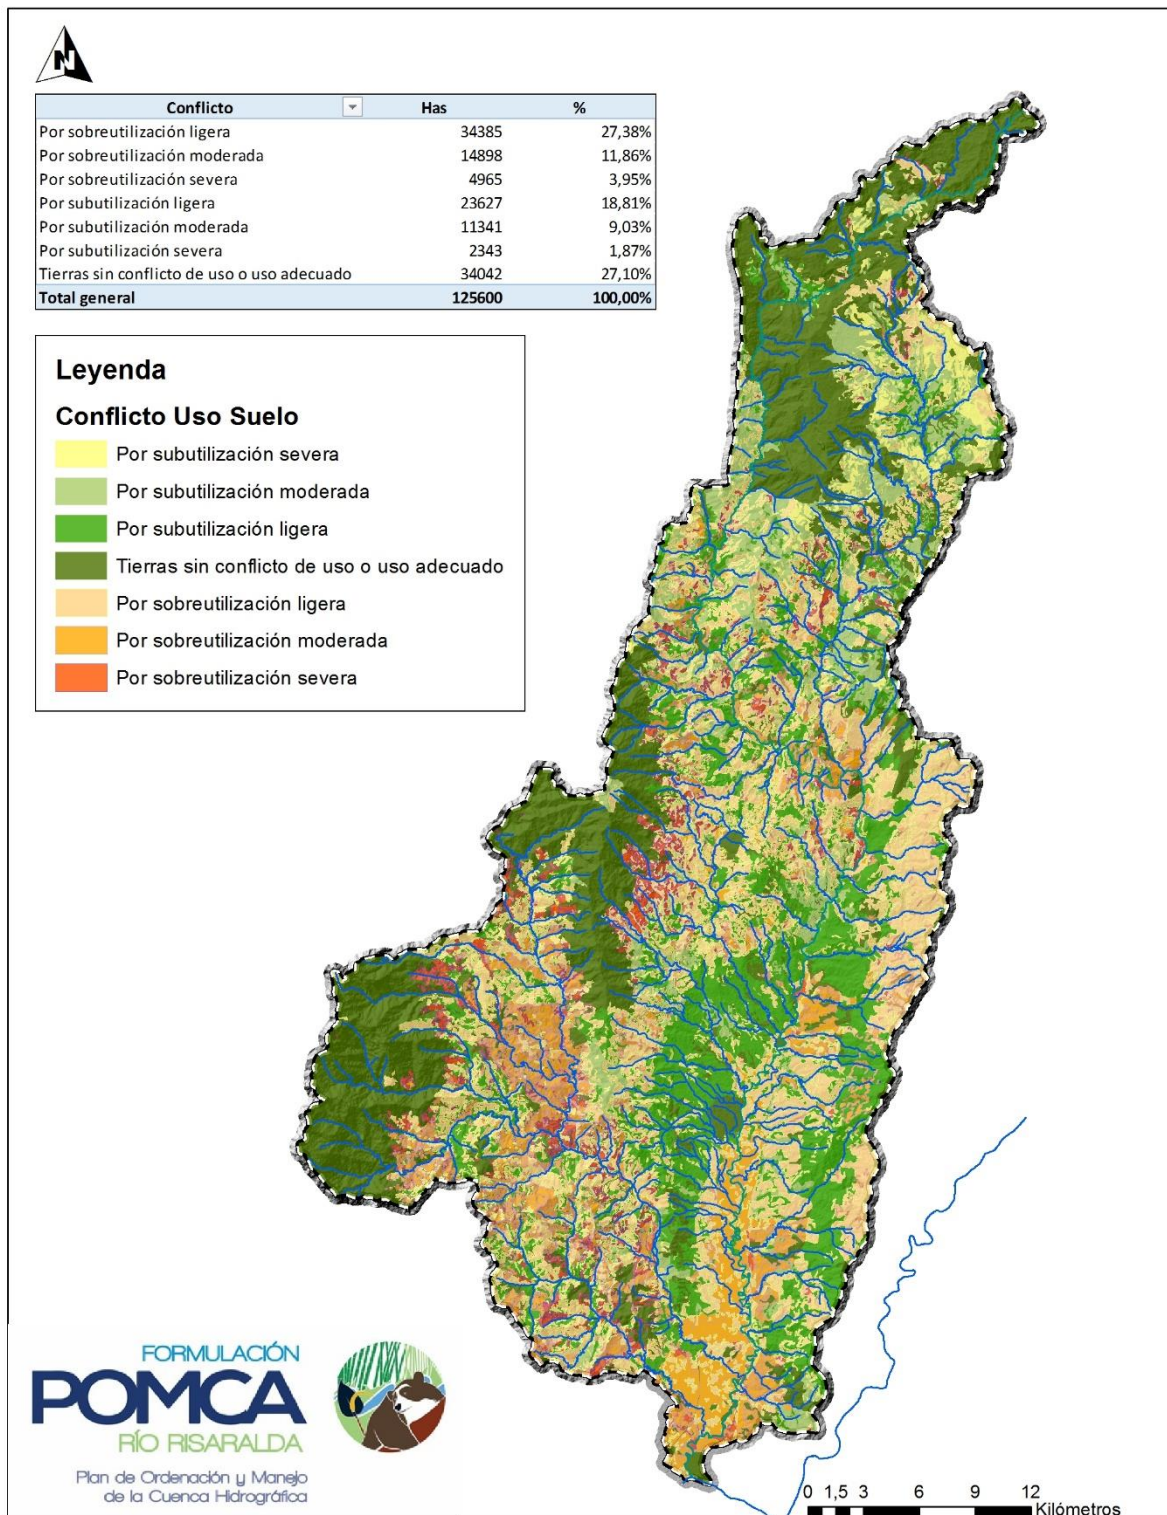 N
Conflicto Has %
Por sobreutilización ligera 34385 27,38%
Por sobreutilización moderada 14898 11,86%
Por sobreutilización severa 4965 3,95%
Por subutilización ligera 23627 18,81%
Por subutilización moderada 11341 9,03%
Por subutilización severa 2343 1,87%
Tierras sin conflicto de uso o uso adecuado 34042 27,10%
Total general 125600 100,00%
Leyenda
Conflicto Uso Suelo
Por subutilización severa
Por subutilización moderada
Por subutilización ligera
Tierras sin conflicto de uso o uso adecuado
Por sobreutilización ligera
Por sobreutilización moderada
Por sobreutilización severa
FORMULACIÓN
POMCA
RÍO RISARALDA
Plan de Ordenación y Manejo
de la Cuenca Hidrográfica
0 1,5 3 6 9 12
Kilómetros